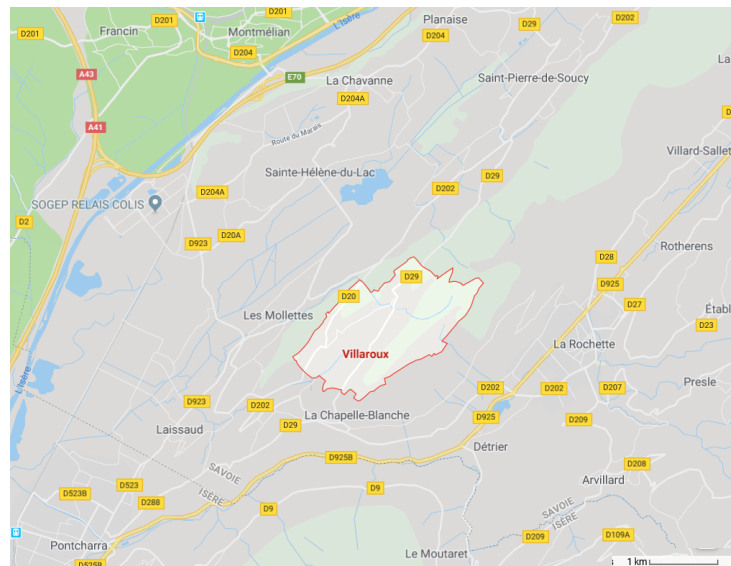 Planaise
D202
D201
D201
D201
L'Isère
D29
Francin
Montmélian
D204
D204
A43
E70
La Chavanne
Saint-Pierre-de-Soucy
La
D204A
D
A41
Route du Marais
Villard-Sallet
Sainte-Hélène-du-Lac
D29
D204A
D202
SOGEP RELAIS COLIS
D2
D20A
D923
Rotherens
D28
D29
D925
D20
D27
Établ
Les Mollettes
D23
La Rochette
Villaroux
L'Isère
Presle
D202
D202
D207
D923
D202
La Chapelle-Blanche
D925
D209
D29
Laissaud
Détrier
D925B
D208
SAVOIE
ISÈRE
Arvillard
D523
D523B
D9
D288
D9
SAVOIE
ISÈRE
D209
D109A
Pontcharra
Le Moutaret
D525B
s 1 km